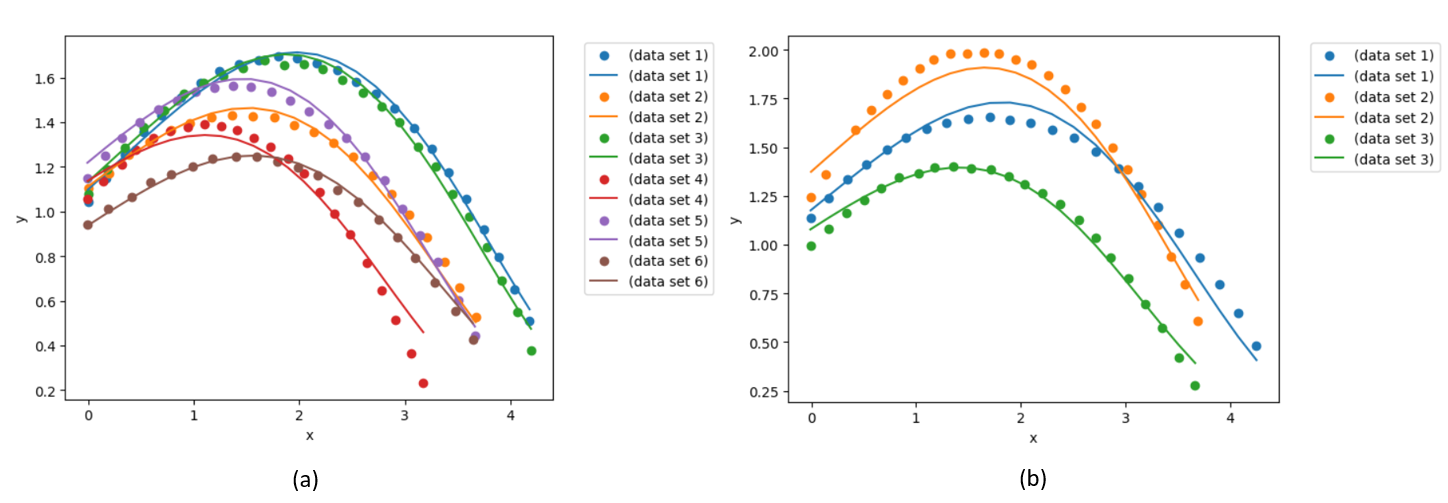 1.6
1.4
1.2
1.0
0.8
0.6
0.4
0.2
y
0 1 2 3 4
x
(data set 1)
(data set 1)
(data set 2)
(data set 2)
(data set 3)
(data set 3)
(data set 4)
(data set 4)
(data set 5)
(data set 5)
(data set 6)
(data set 6)
(a)
2.00
1.75
1.50
1.25
1.00
0.75
0.50
0.25
y
0 1 2 3 4
x
(data set 1)
(data set 1)
(data set 2)
(data set 2)
(data set 3)
(data set 3)
(b)